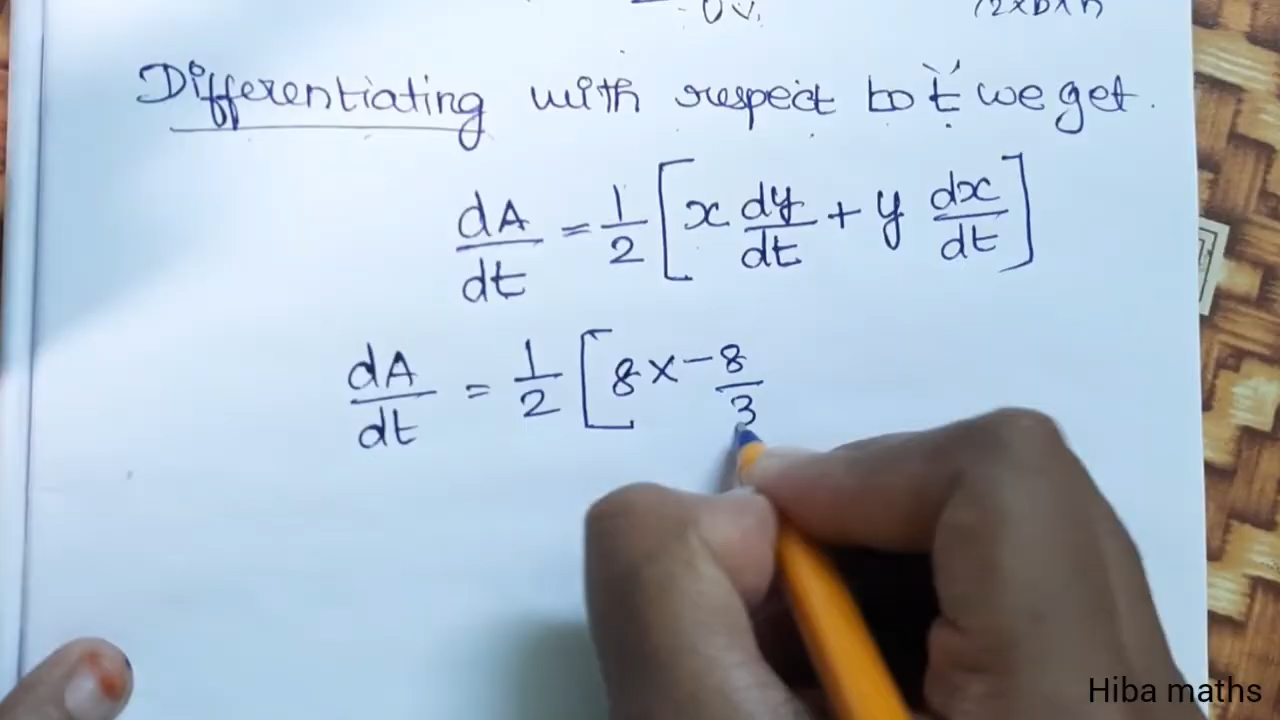 Differentiating with respect to "t" we get.
dA/dt = 1/2 [x dy/dt + y dx/dt]
dA/dt = 1/2 [8 x -8/3
Hiba maths